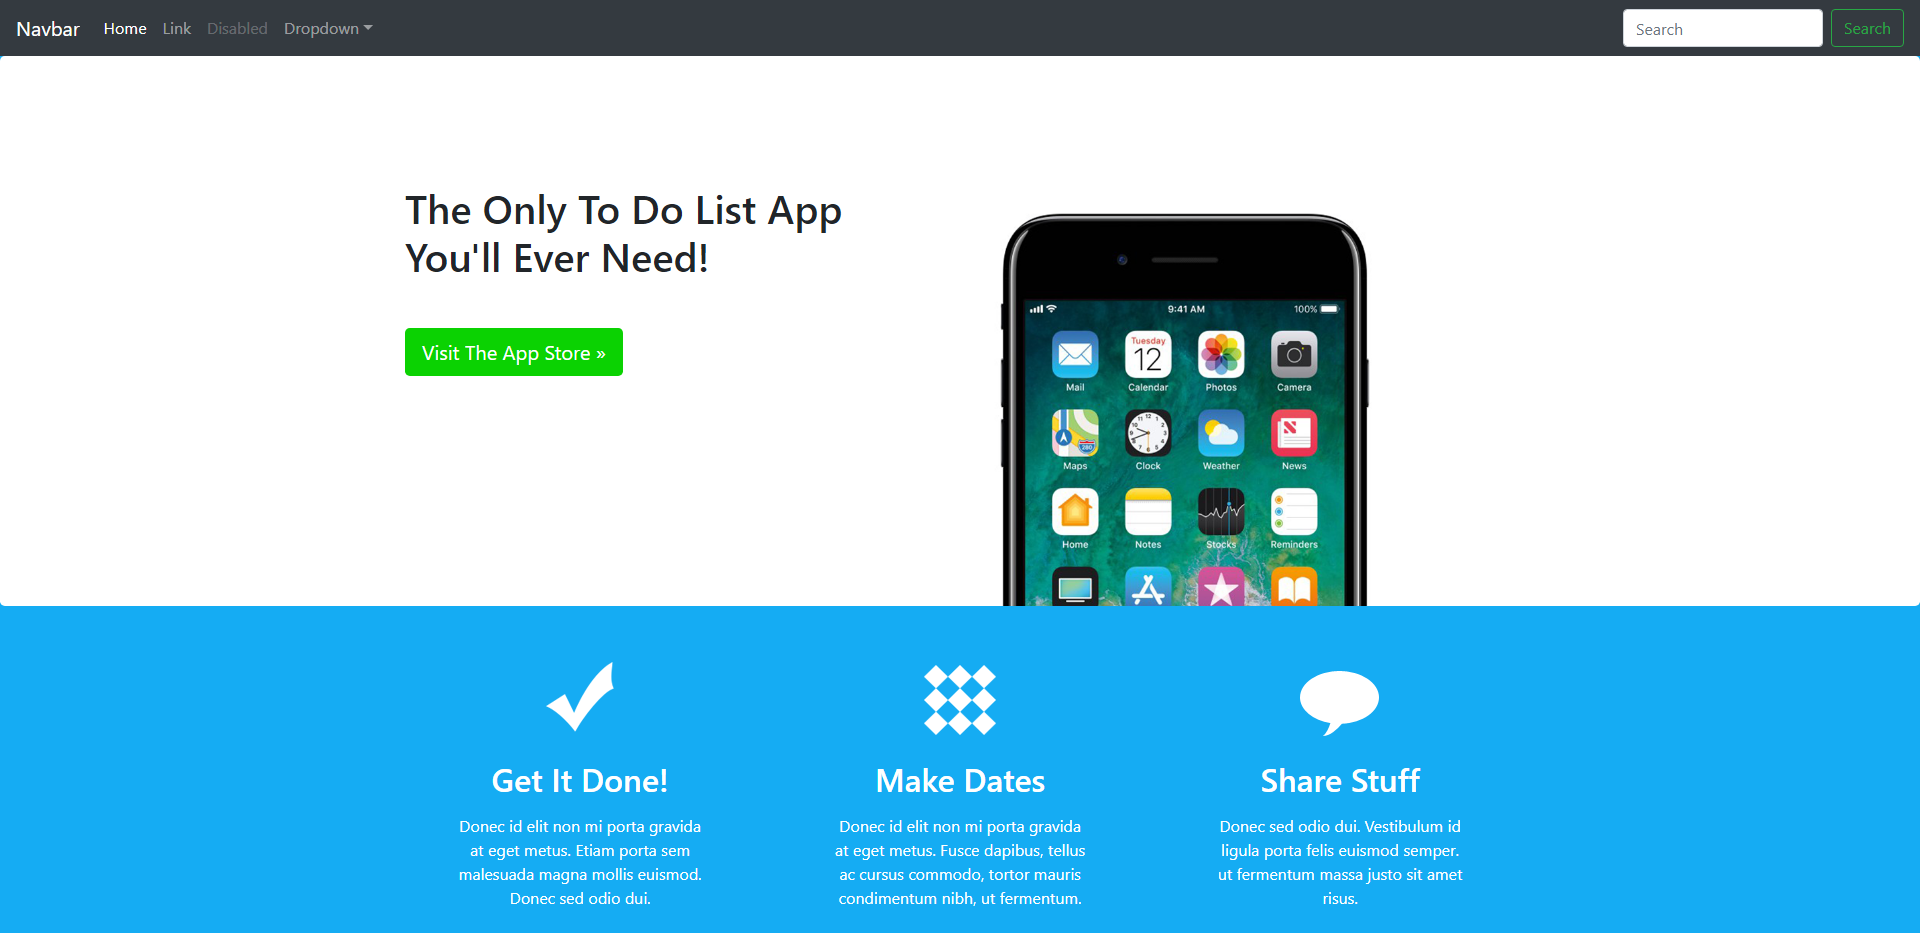 Navbar Home Link Disabled Dropdown Search Search
The Only To Do List App
You'll Ever Need!
Visit The App Store »
9:41 AM 100%
Tuesday
12
Mail Calendar Photos Camera
280
Maps Clock Weather News
Home Notes Stocks Reminders
Get It Done!
Donec id elit non mi porta gravida
at eget metus. Etiam porta sem
malesuada magna mollis euismod.
Donec sed odio dui.
Make Dates
Donec id elit non mi porta gravida
at eget metus. Fusce dapibus, tellus
ac cursus commodo, tortor mauris
condimentum nibh, ut fermentum.
Share Stuff
Donec sed odio dui. Vestibulum id
ligula porta felis euismod semper.
ut fermentum massa justo sit amet
risus.